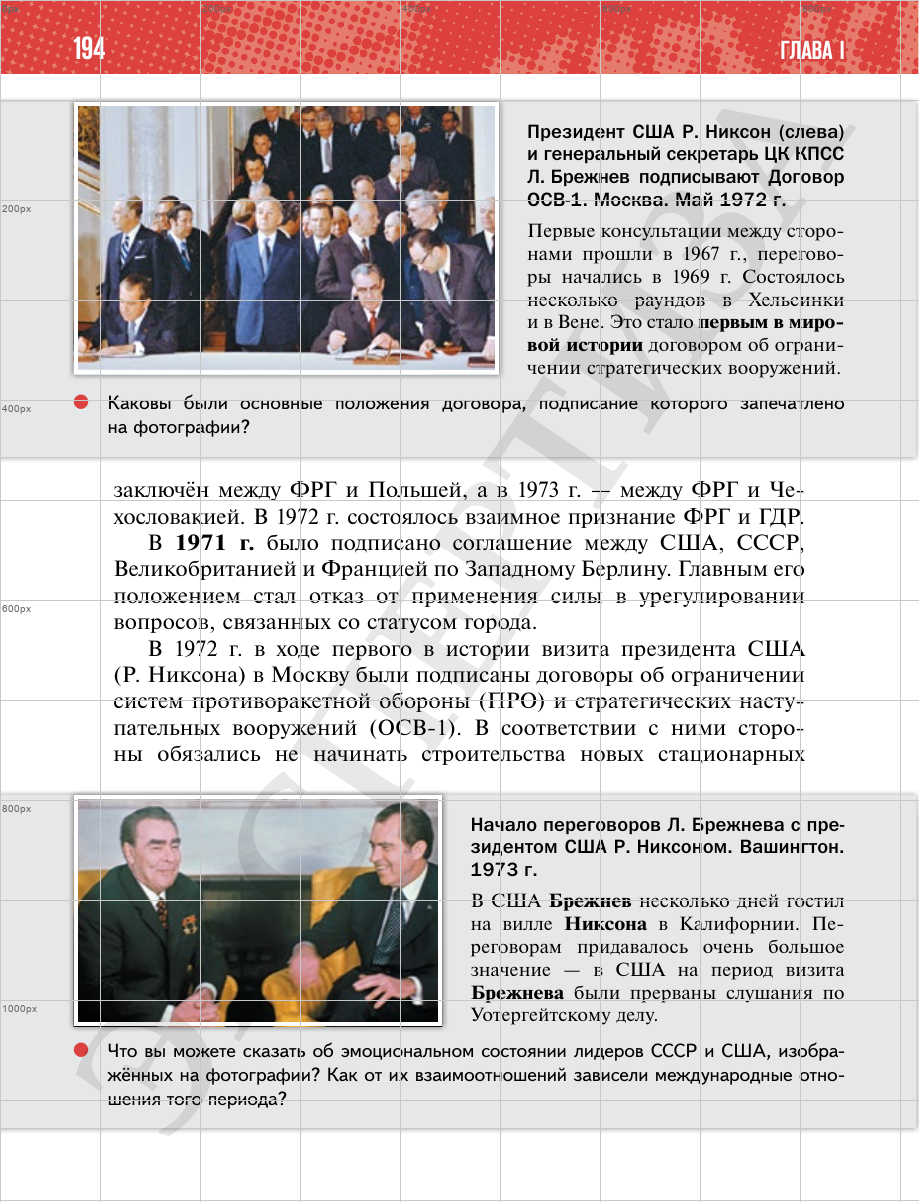 194
ГЛАВА I
Президент США Р. Никсон (слева)
и генеральный секретарь ЦК КПСС
Л. Брежнев подписывают Договор
ОСВ-1. Москва. Май 1972 г.
Первые консультации между сторо-
нами прошли в 1967 г., перегово-
ры начались в 1969 г. Состоялось
несколько раундов в Хельсинки
и в Вене. Это стало первым в миро-
вой истории договором об ограни-
чении стратегических вооружений.
Каковы были основные положения договора, подписание которого запечатлено
на фотографии?
заключён между ФРГ и Польшей, а в 1973 г. — между ФРГ и Че-
хословакией. В 1972 г. состоялось взаимное признание ФРГ и ГДР.
В 1971 г. было подписано соглашение между США, СССР,
Великобританией и Францией по Западному Берлину. Главным его
положением стал отказ от применения силы в урегулировании
вопросов, связанных со статусом города.
В 1972 г. в ходе первого в истории визита президента США
(Р. Никсона) в Москву были подписаны договоры об ограничении
систем противоракетной обороны (ПРО) и стратегических насту-
пательных вооружений (ОСВ-1). В соответствии с ними сторо-
ны обязались не начинать строительства новых стационарных
Начало переговоров Л. Брежнева с пре-
зидентом США Р. Никсоном. Вашингтон.
1973 г.
В США Брежнев несколько дней гостил
на вилле Никсона в Калифорнии. Пе-
реговорам придавалось очень большое
значение — в США на период визита
Брежнева были прерваны слушания по
Уотергейтскому делу.
Что вы можете сказать об эмоциональном состоянии лидеров СССР и США, изобра-
жённых на фотографии? Как от их взаимоотношений зависели международные отно-
шения того периода?
ЭКСПЕРТИЗА
200px
400px
600px
800px
1000px